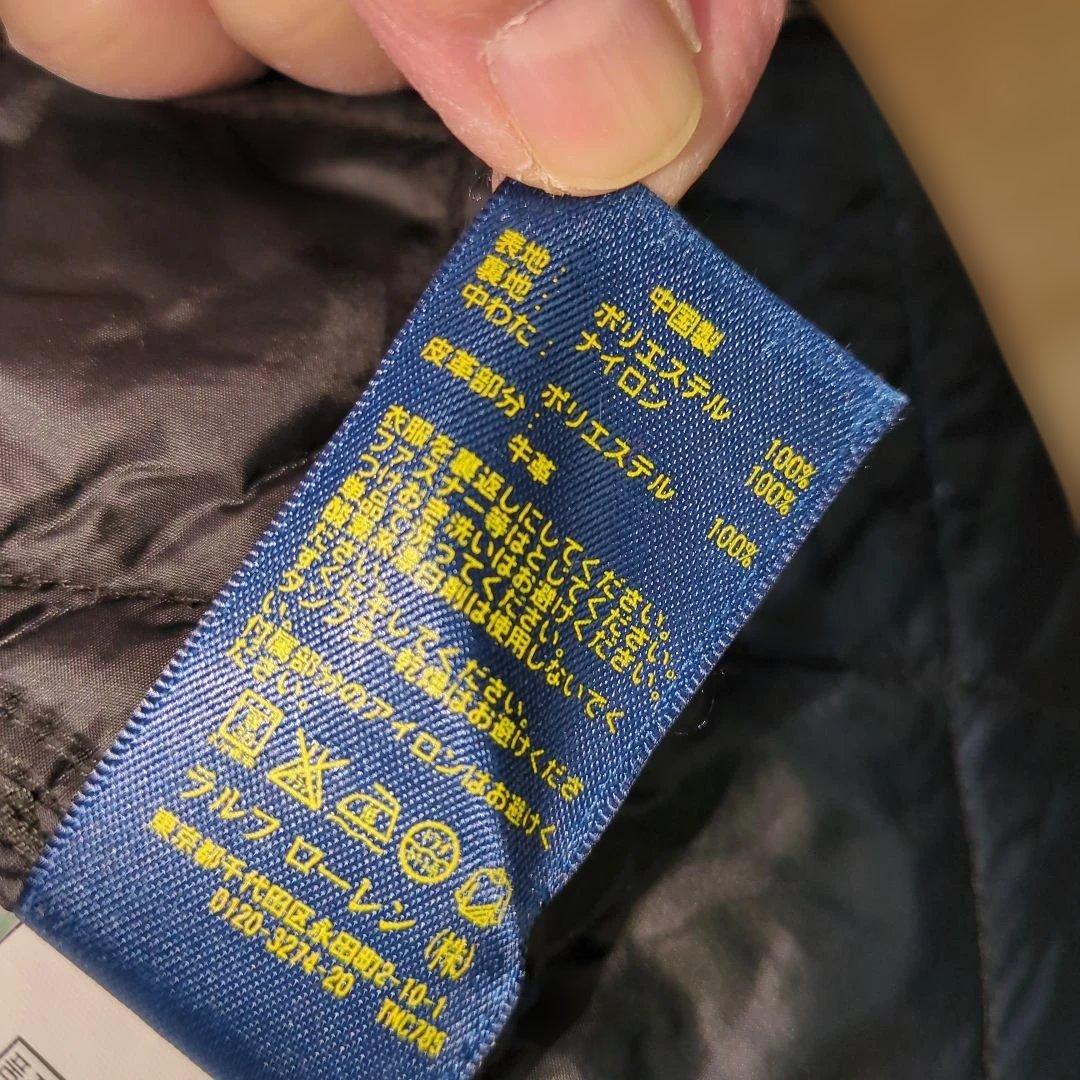 中国製
表地: ポリエステル 100%
裏地: ナイロン 100%
中わた: ポリエステル 100%
皮革部分: 牛革
衣服を裏返しにしてください。
ファスナー等はとじてください。
つけおき洗いはお避けください。
漂白剤は使用しないでく
ださい。
してください。
タンブラー乾燥はお避けくださ
い。
付属部分のアイロンはお避けく
ださい。
ラルフ ローレン (株)
東京都千代田区永田町2-10-1
0120-3274-20 TNC785